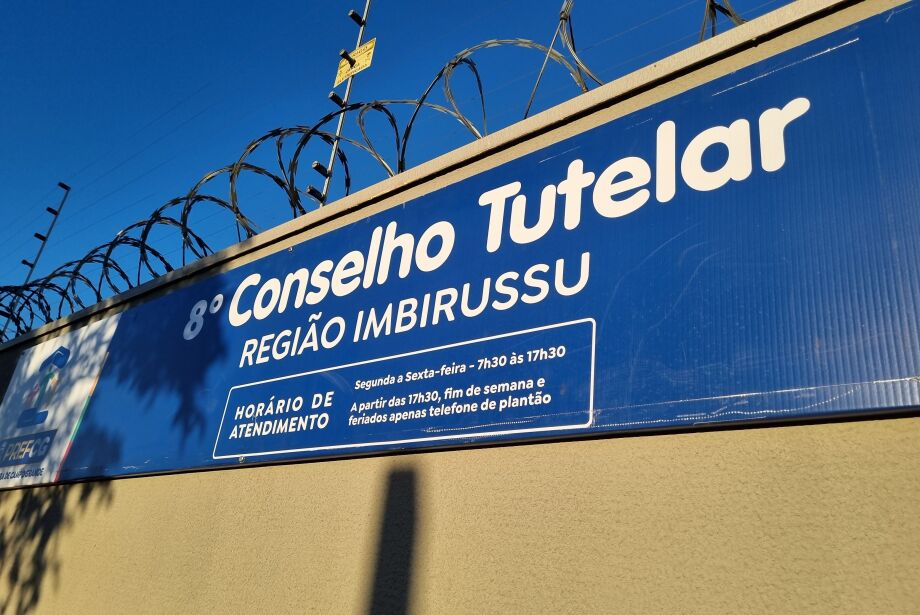 8º Conselho Tutelar
REGIÃO IMBIRUSSU
HORÁRIO DE
ATENDIMENTO
Segunda a Sexta-feira - 7h30 às 17h30
A partir das 17h30, fim de semana e
feriados apenas telefone de plantão
PREFCG